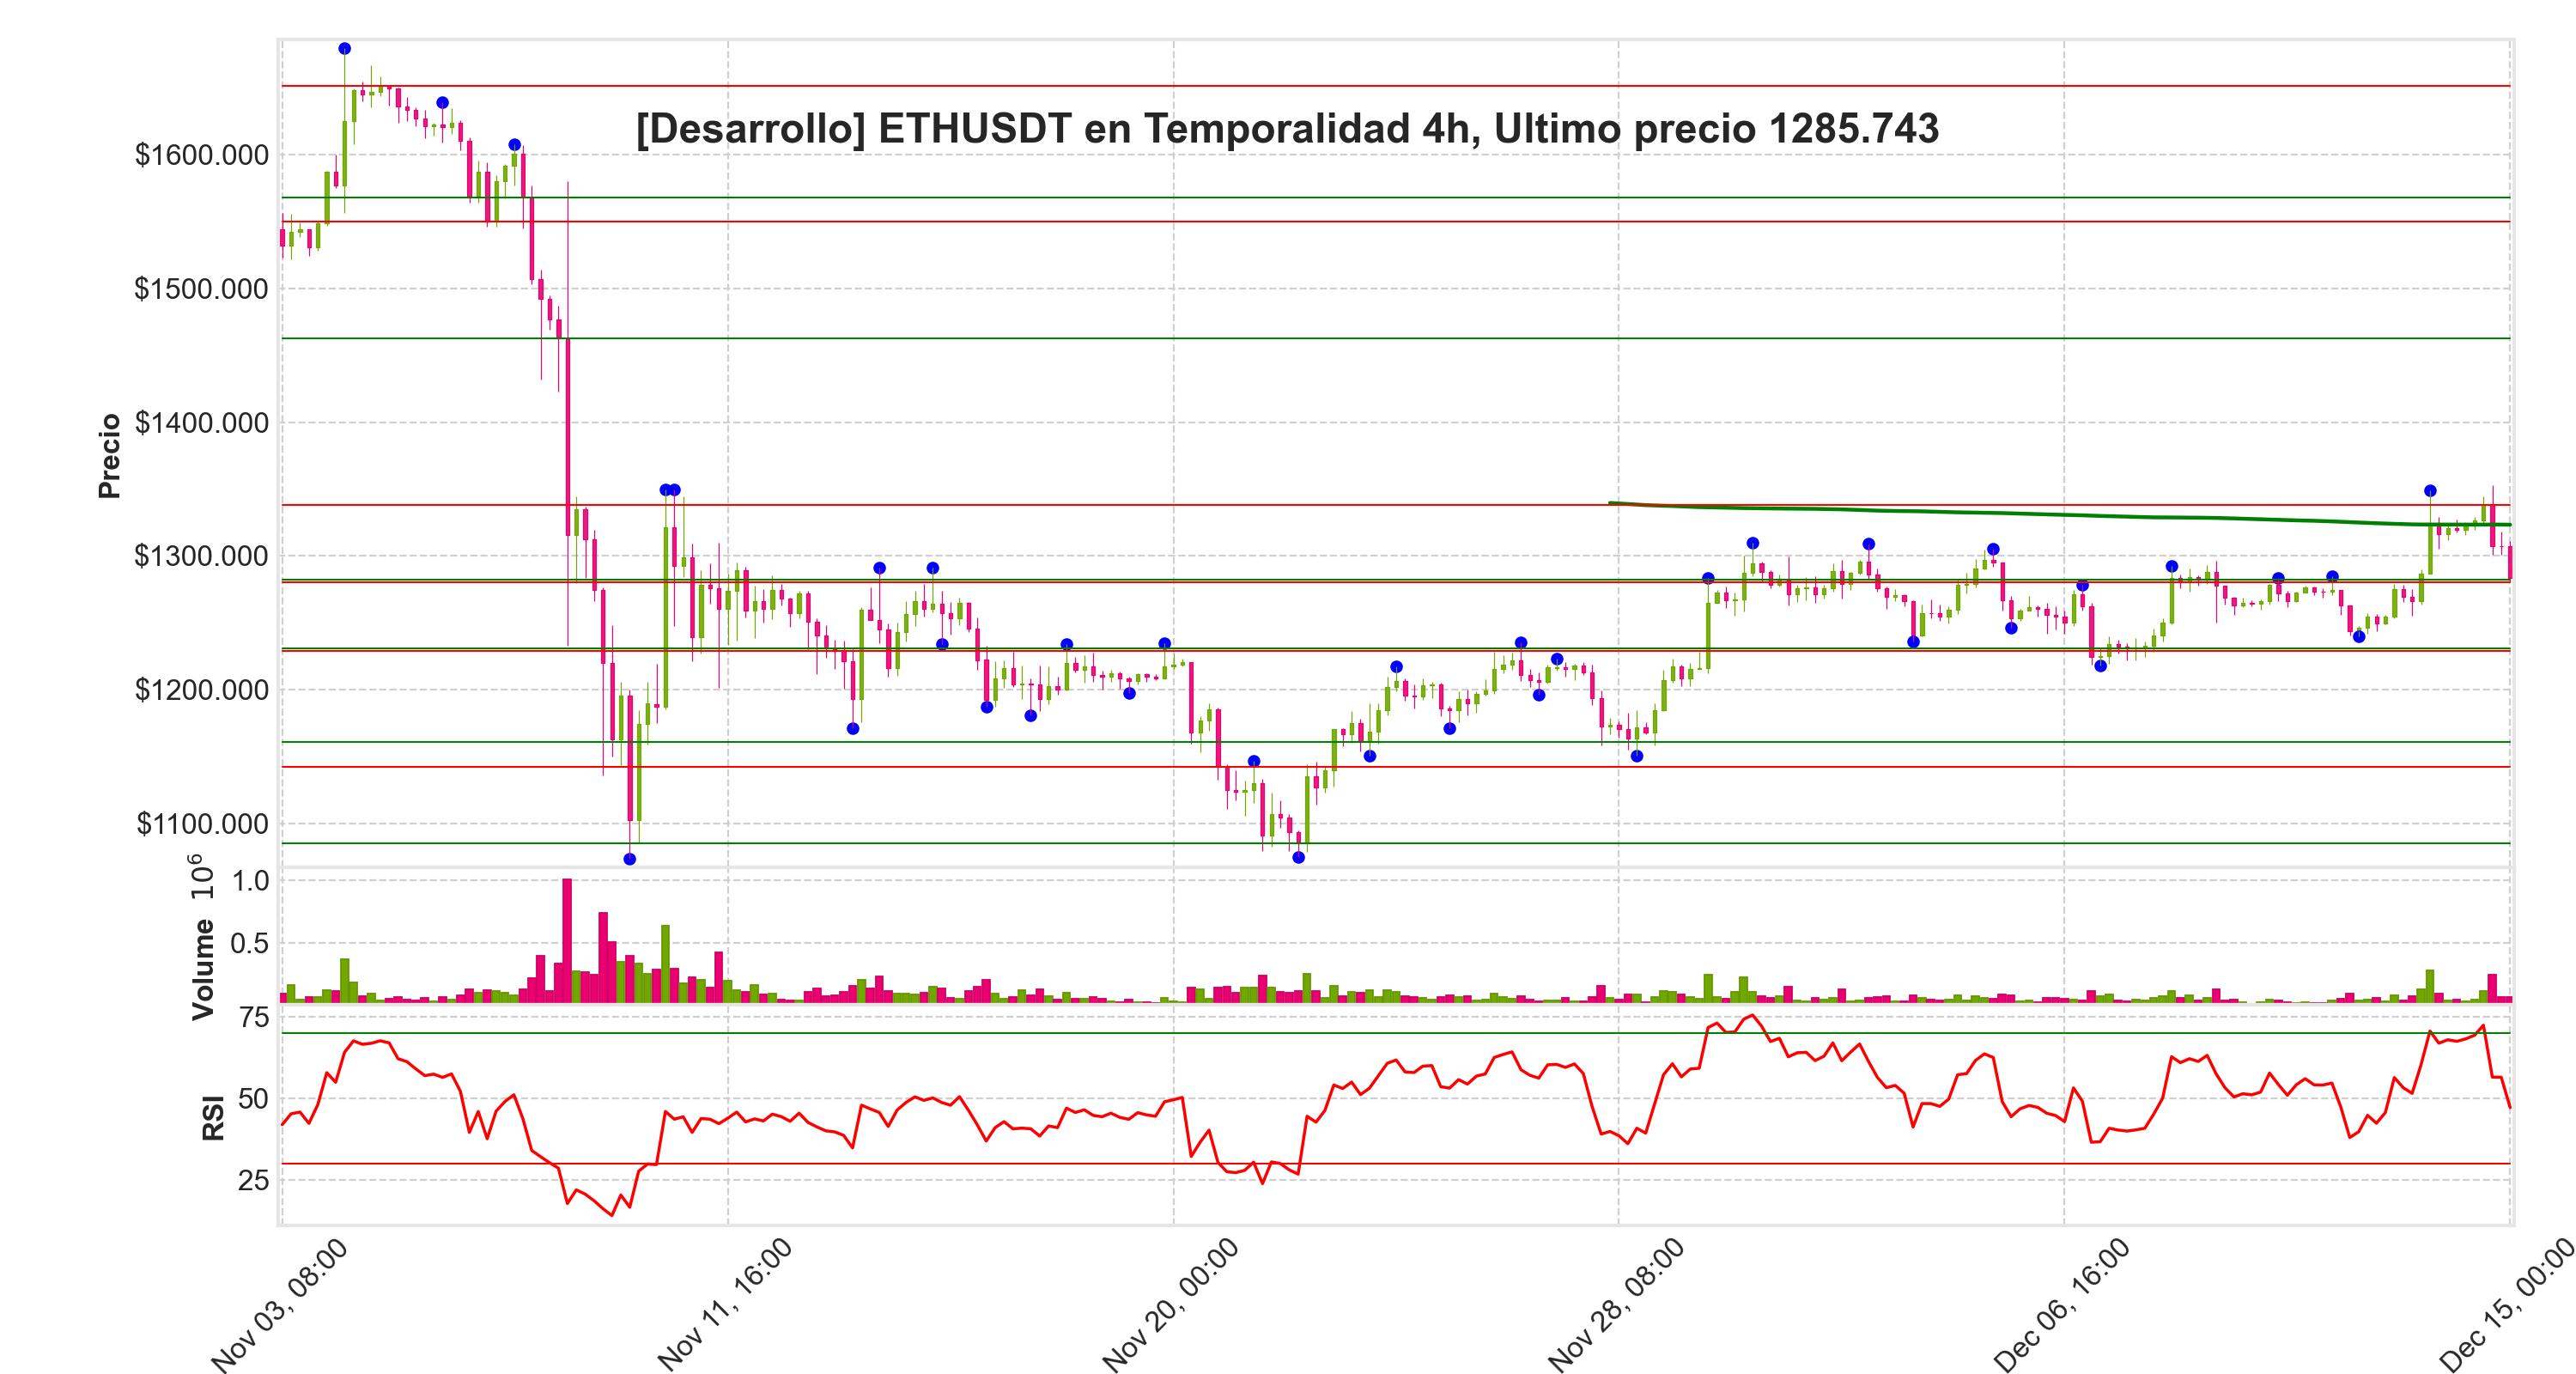 [Desarrollo] ETHUSDT en Temporalidad 4h, Ultimo precio 1285.743
Precio
$1600.000
$1500.000
$1400.000
$1300.000
$1200.000
$1100.000
Volume 10^6
1.0
0.5
RSI
75
50
25
Nov 03, 08:00
Nov 11, 16:00
Nov 20, 00:00
Nov 28, 08:00
Dec 06, 16:00
Dec 15, 00:00